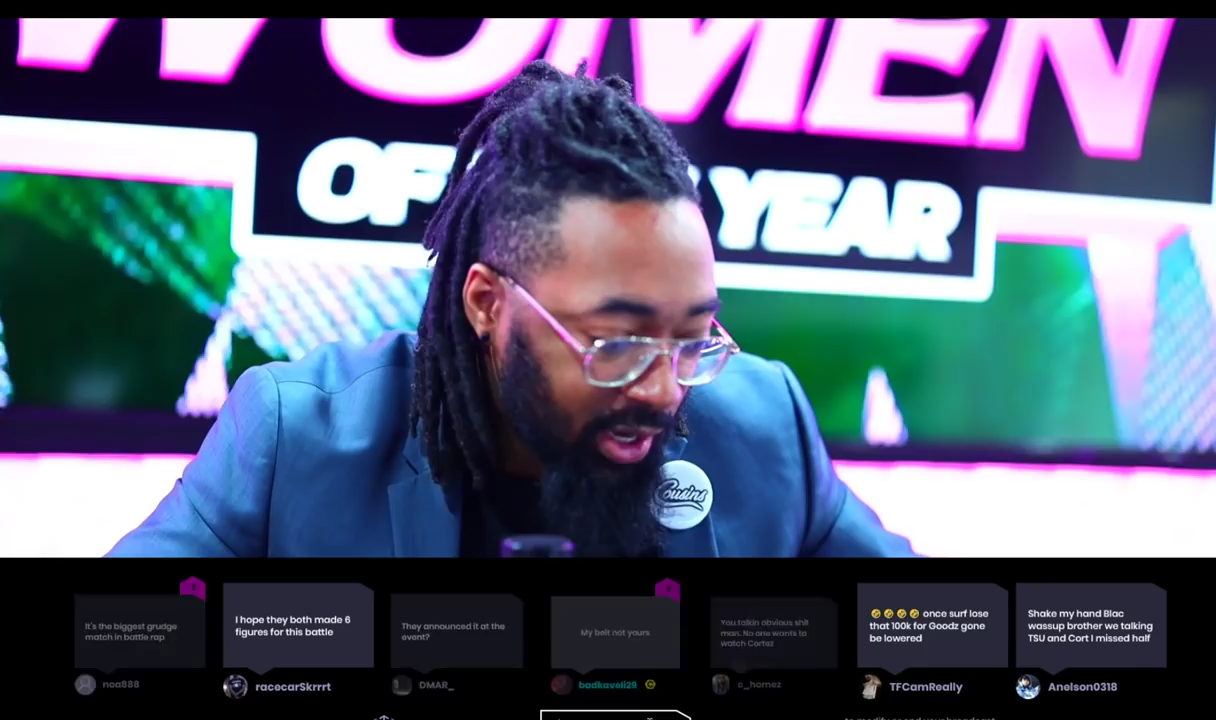 WOMEN
OF YEAR
Cousins
It's the biggest grudge
match in battle rap
noa888
I hope they both made 6
figures for this battle
racecarSkrrrt
They announced it at the
event?
DMAR_
My belt not yours
badkaveli29
You talkin obvious shit
man. No one wants to
watch Cortez
c_homez
🤣🤣🤣🤣 once surf lose
that 100k for Goodz gone
be lowered
TFCamReally
Shake my hand Blac
wassup brother we talking
TSU and Cort I missed half
Anelson0318